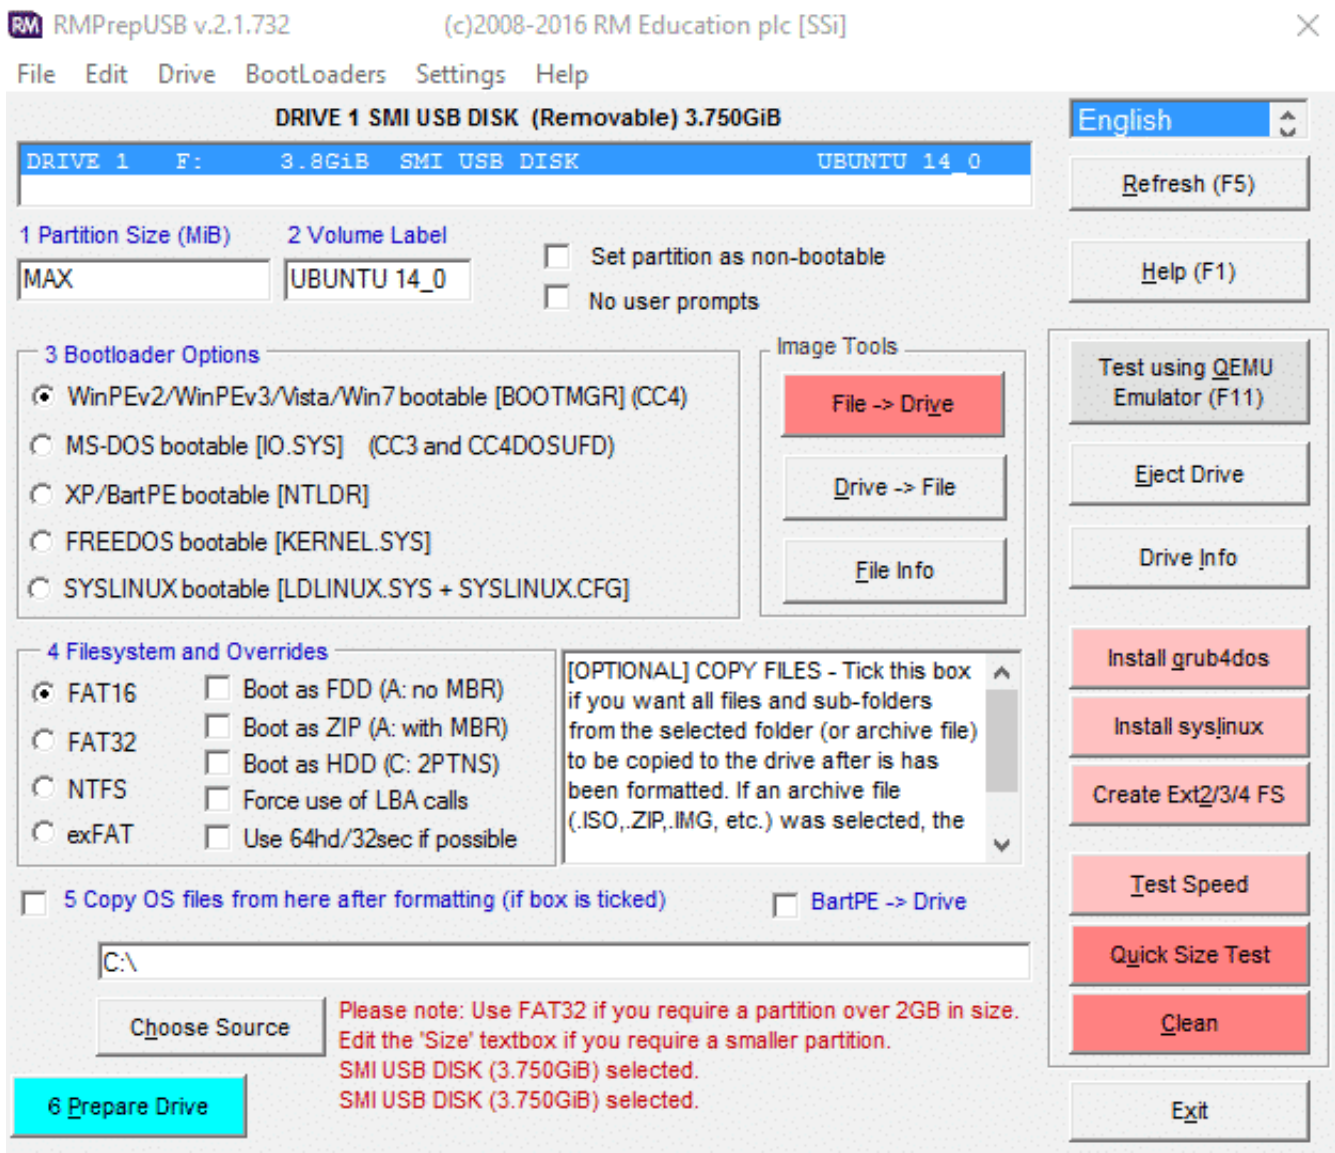 RM RMPrepUSB v.2.1.732 (c)2008-2016 RM Education plc [SSi]
File Edit Drive BootLoaders Settings Help
DRIVE 1 SMI USB DISK (Removable) 3.750GiB
English
DRIVE 1 F: 3.8GiB SMI USB DISK UBUNTU 14_0
Refresh (F5)
1 Partition Size (MiB) 2 Volume Label
MAX UBUNTU 14_0
Set partition as non-bootable
No user prompts
Help (F1)
3 Bootloader Options
WinPEv2/WinPEv3/Vista/Win7 bootable [BOOTMGR] (CC4)
MS-DOS bootable [IO.SYS] (CC3 and CC4DOSUFD)
XP/BartPE bootable [NTLDR]
FREEDOS bootable [KERNEL.SYS]
SYSLINUX bootable [LDLINUX.SYS + SYSLINUX.CFG]
Image Tools
File -> Drive
Drive -> File
File Info
Test using QEMU
Emulator (F11)
Eject Drive
Drive Info
4 Filesystem and Overrides
FAT16
FAT32
NTFS
exFAT
Boot as FDD (A: no MBR)
Boot as ZIP (A: with MBR)
Boot as HDD (C: 2PTNS)
Force use of LBA calls
Use 64hd/32sec if possible
[OPTIONAL] COPY FILES - Tick this box
if you want all files and sub-folders
from the selected folder (or archive file)
to be copied to the drive after is has
been formatted. If an archive file
(.ISO,.ZIP,.IMG, etc.) was selected, the
Install grub4dos
Install syslinux
Create Ext2/3/4 FS
Test Speed
Quick Size Test
Clean
5 Copy OS files from here after formatting (if box is ticked)
BartPE -> Drive
C:\
Choose Source
Please note: Use FAT32 if you require a partition over 2GB in size.
Edit the 'Size' textbox if you require a smaller partition.
SMI USB DISK (3.750GiB) selected.
SMI USB DISK (3.750GiB) selected.
6 Prepare Drive
Exit